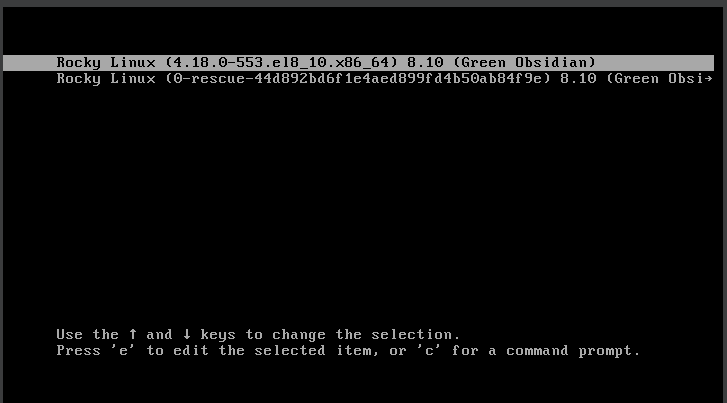 Rocky Linux (4.18.0-553.el8_10.x86_64) 8.10 (Green Obsidian)
Rocky Linux (0-rescue-44d892bd6f1e4aed899fd4b50ab84f9e) 8.10 (Green Obsi→
Use the ↑ and ↓ keys to change the selection.
Press 'e' to edit the selected item, or 'c' for a command prompt.